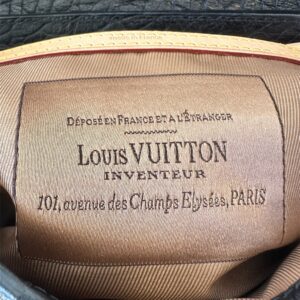 DÉPOSÉ EN FRANCE ET À L'ÉTRANGER
LOUIS VUITTON
INVENTEUR
101, avenue des Champs Elysées, PARIS